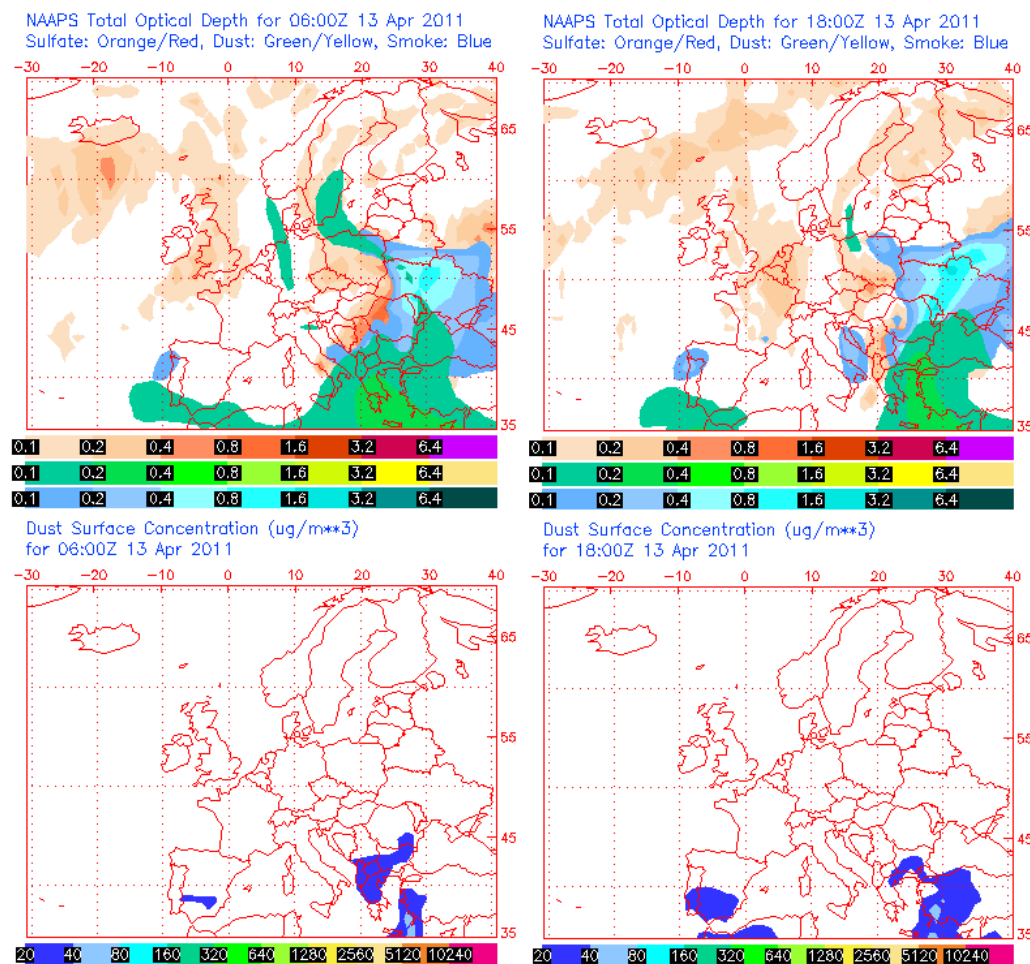 NAAPS Total Optical Depth for 06:00Z 13 Apr 2011
Sulfate: Orange/Red, Dust: Green/Yellow, Smoke: Blue
-30 -20 -10 0 10 20 30 40
65
55
45
35
0.1 0.2 0.4 0.8 1.6 3.2 6.4
0.1 0.2 0.4 0.8 1.6 3.2 6.4
0.1 0.2 0.4 0.8 1.6 3.2 6.4
NAAPS Total Optical Depth for 18:00Z 13 Apr 2011
Sulfate: Orange/Red, Dust: Green/Yellow, Smoke: Blue
-30 -20 -10 0 10 20 30 40
65
55
45
35
0.1 0.2 0.4 0.8 1.6 3.2 6.4
0.1 0.2 0.4 0.8 1.6 3.2 6.4
0.1 0.2 0.4 0.8 1.6 3.2 6.4
Dust Surface Concentration (ug/m**3)
for 06:00Z 13 Apr 2011
-30 -20 -10 0 10 20 30 40
65
55
45
35
20 40 80 160 320 640 1280 2560 5120 10240
Dust Surface Concentration (ug/m**3)
for 18:00Z 13 Apr 2011
-30 -20 -10 0 10 20 30 40
65
55
45
35
20 40 80 160 320 640 1280 2560 5120 10240